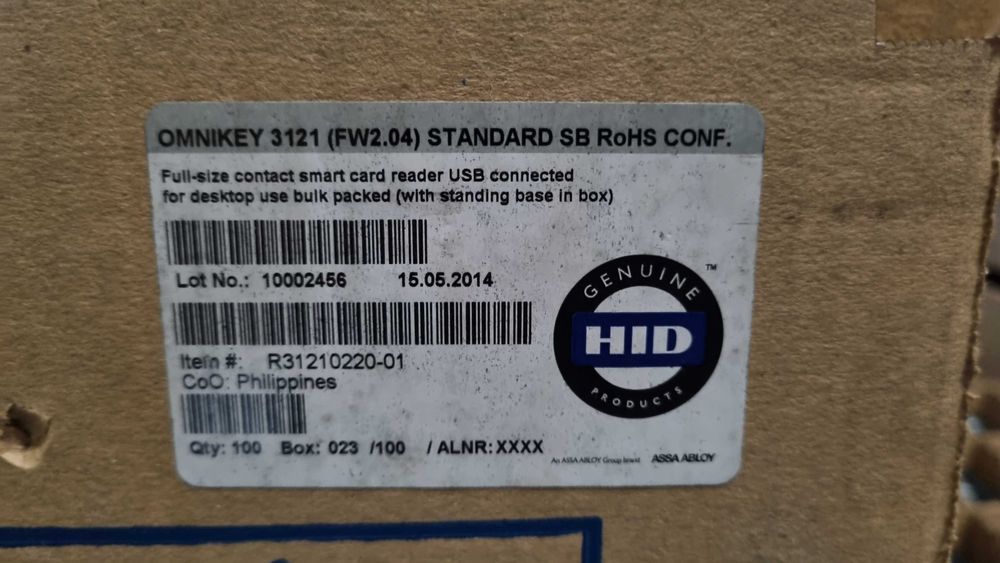 OMNIKEY 3121 (FW2.04) STANDARD SB RoHS CONF.
Full-size contact smart card reader USB connected
for desktop use bulk packed (with standing base in box)
Lot No.: 10002456 15.05.2014
Item #: R31210220-01
CoO: Philippines
Qty: 100 Box: 023 /100 / ALNR: XXXX
GENUINE
HID
PRODUCTS
TM
An ASSA ABLOY Group brand ASSA ABLOY